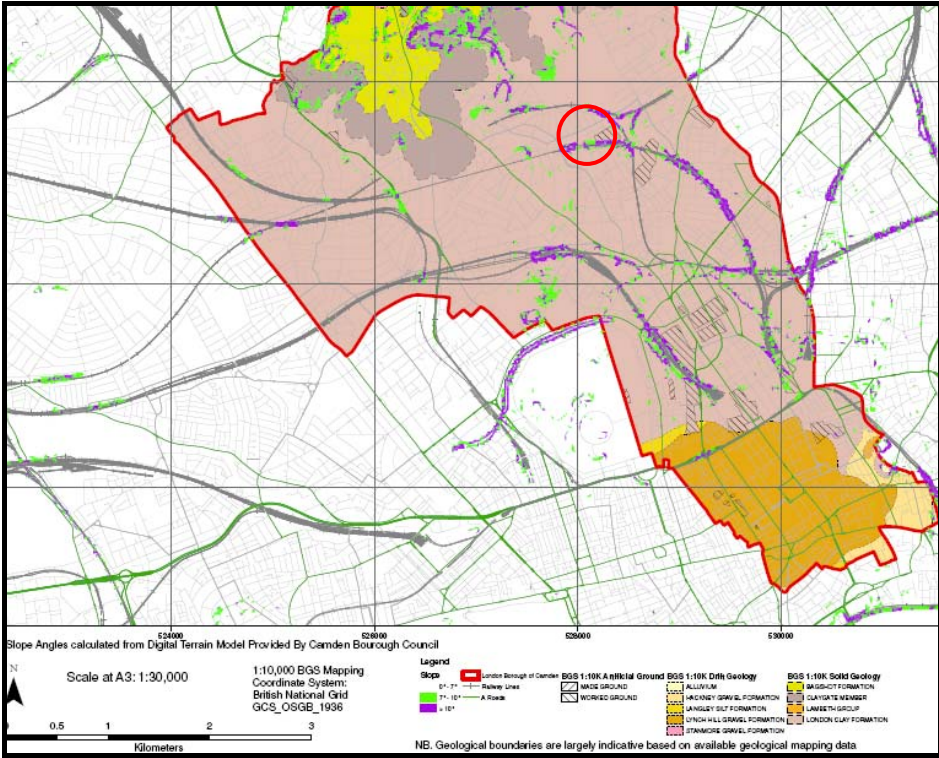 524000
526000
528000
530000
Slope Angles calculated from Digital Terrain Model Provided By Camden Bourough Council
N
Scale at A3: 1:30,000
1:10,000 BGS Mapping
Coordinate System:
British National Grid
GCS_OSGB_1936
0.5
0
1
2
3
Kilometers
Legend
Slope
0° - 7°
7° - 10°
> 10°
London Borough of Camden
Railway Lines
A Roads
BGS 1:10K Artificial Ground
MADE GROUND
WORKED GROUND
BGS 1:10K Drift Geology
ALLUVIUM
HACKNEY GRAVEL FORMATION
LANGLEY SILT FORMATION
LYNCH HILL GRAVEL FORMATION
STANMORE GRAVEL FORMATION
BGS 1:10K Solid Geology
BAGSHOT FORMATION
CLAYGATE MEMBER
LAMBETH GROUP
LONDON CLAY FORMATION
NB. Geological boundaries are largely indicative based on available geological mapping data